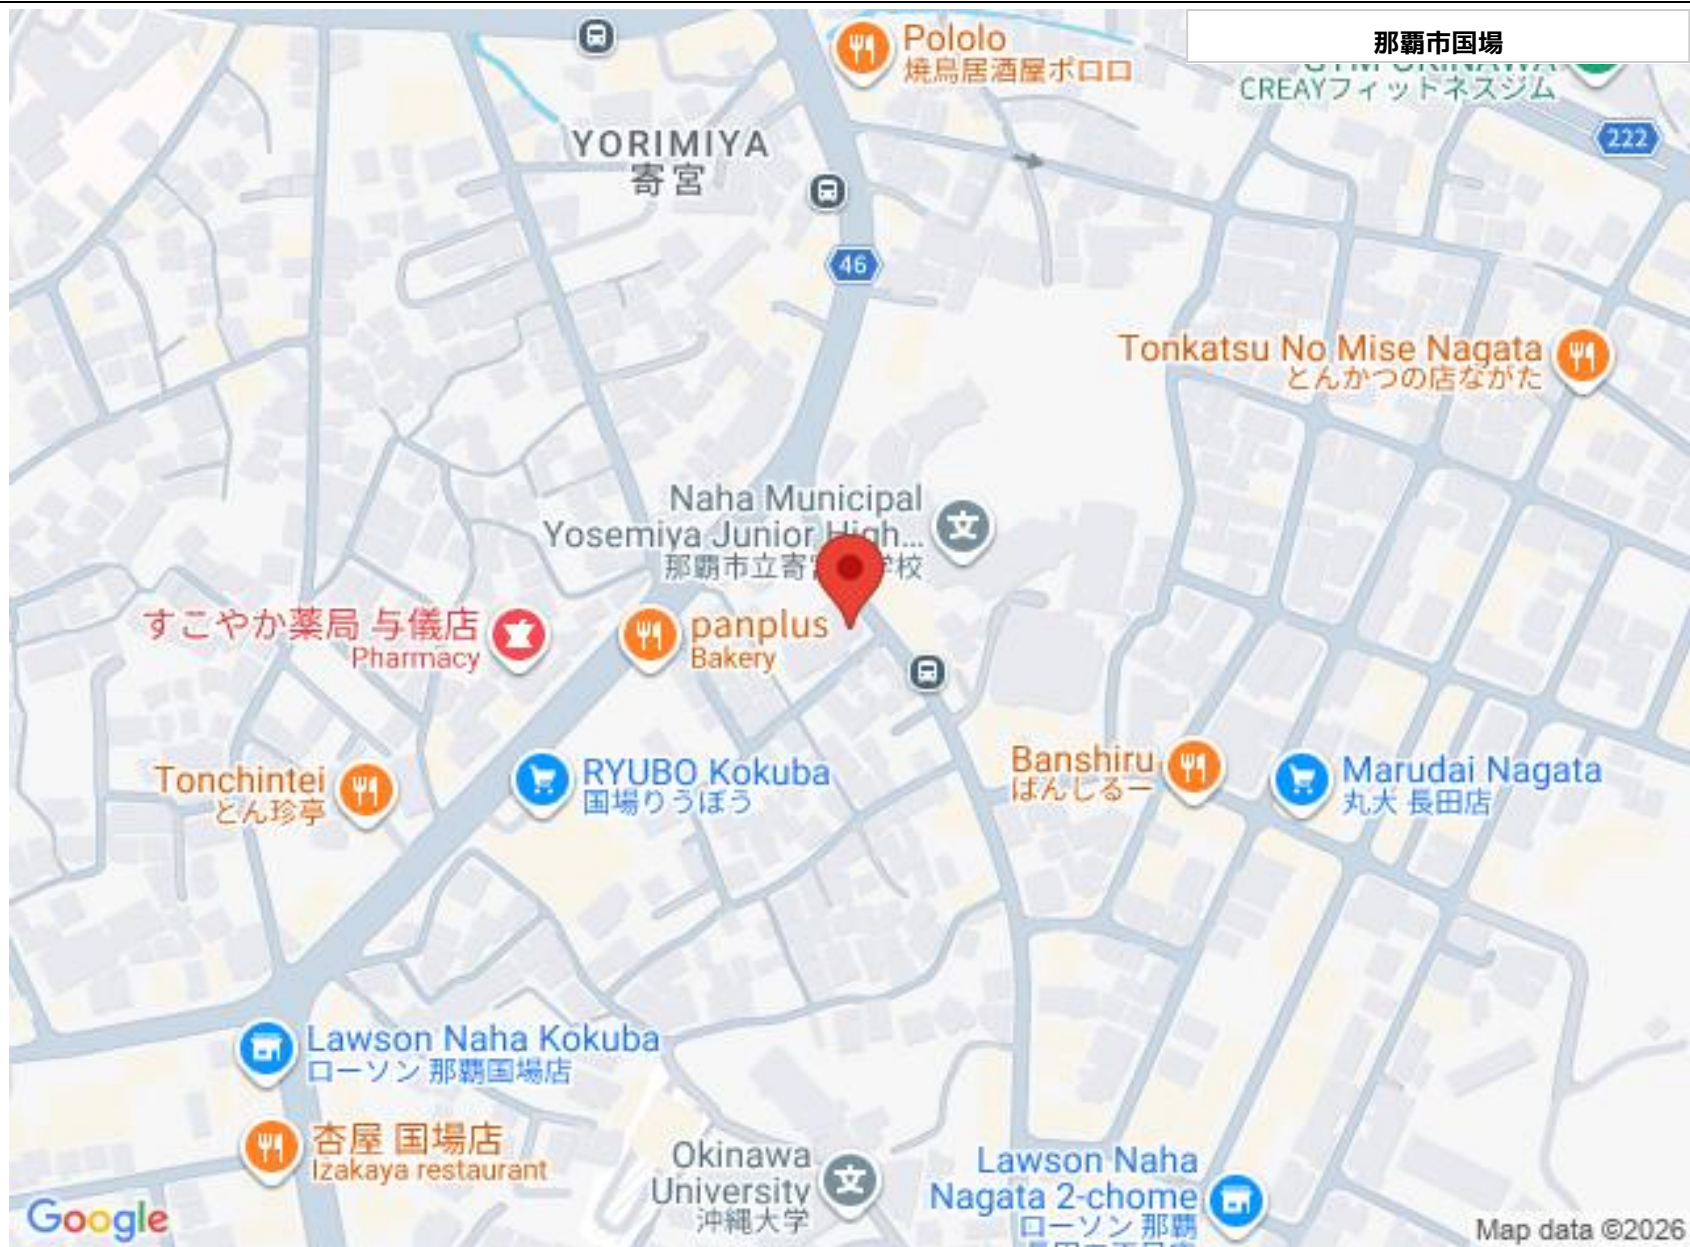 那覇市国場
Pololo
焼鳥居酒屋ポロロ
CREAYフィットネスジム
222
YORIMIYA
寄宮
46
Tonkatsu No Mise Nagata
とんかつの店ながた
Naha Municipal
Yosemiya Junior High...
那覇市立寄 学校
すこやか薬局 与儀店
Pharmacy
panplus
Bakery
Tonchintei
とん珍亭
RYUBO Kokuba
国場りうぼう
Banshiru
ばんしるー
Marudai Nagata
丸大 長田店
Lawson Naha Kokuba
ローソン 那覇国場店
杏屋 国場店
Izakaya restaurant
Okinawa
University
沖縄大学
Lawson Naha
Nagata 2-chome
ローソン 那覇
Google
Map data ©2026